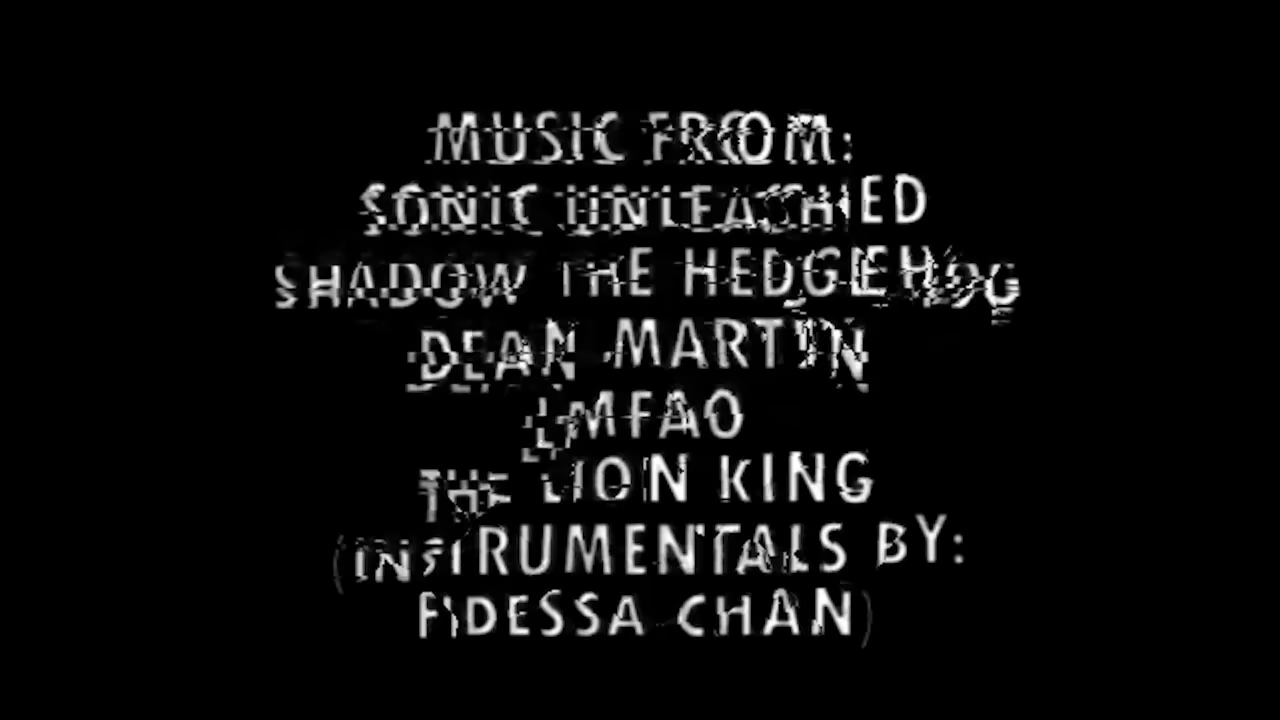 MUSIC FROM:
SONIC UNLEASHED
SHADOW THE HEDGEHOG
DEAN MARTIN
LMFAO
THE LION KING
(INSTRUMENTALS BY:
FIDESSA CHAN)